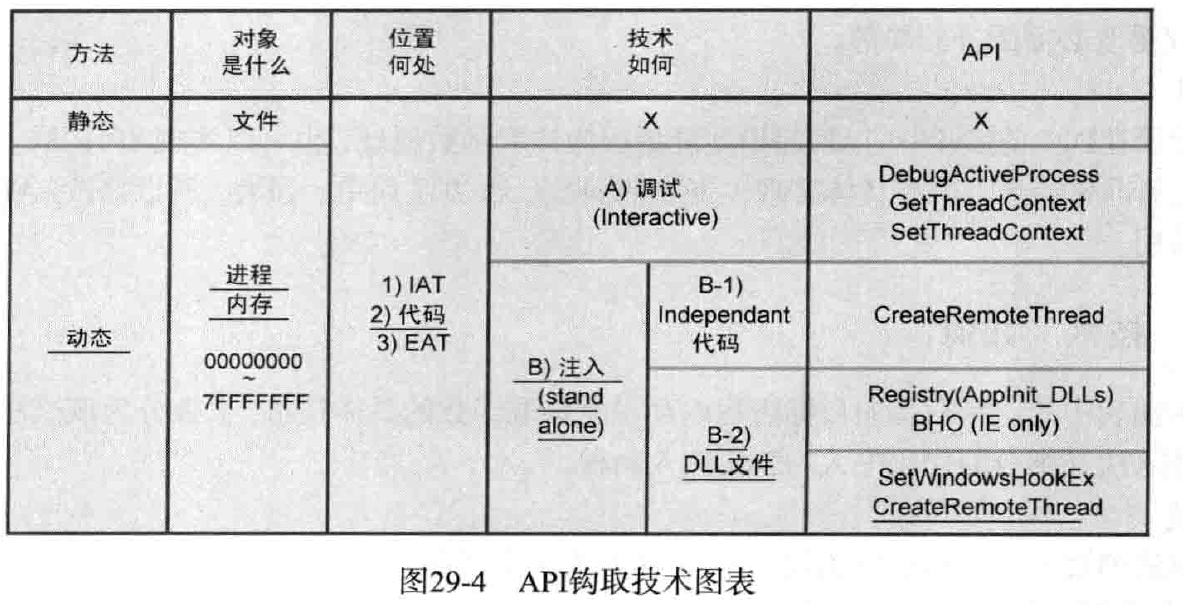 方法
对象
是什么
位置
何处
技术
如何
API
静态
文件
X
X
动态
进程
内存
00000000
~
7FFFFFFF
1) IAT
2) 代码
3) EAT
A) 调试
(Interactive)
DebugActiveProcess
GetThreadContext
SetThreadContext
B) 注入
(stand
alone)
B-1)
Independant
代码
CreateRemoteThread
B-2)
DLL文件
Registry(AppInit_DLLs)
BHO (IE only)
SetWindowsHookEx
CreateRemoteThread
图29-4 API钩取技术图表